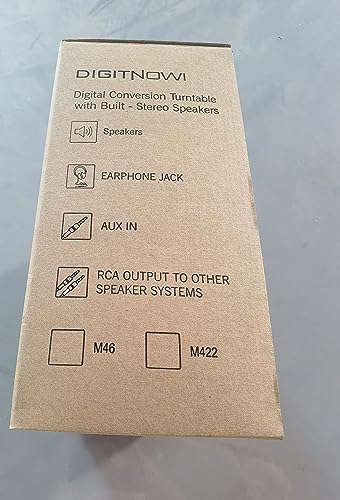 DIGITNOW!
Digital Conversion Turntable
with Built - Stereo Speakers
Speakers
EARPHONE JACK
AUX IN
RCA OUTPUT TO OTHER
SPEAKER SYSTEMS
M46 M422